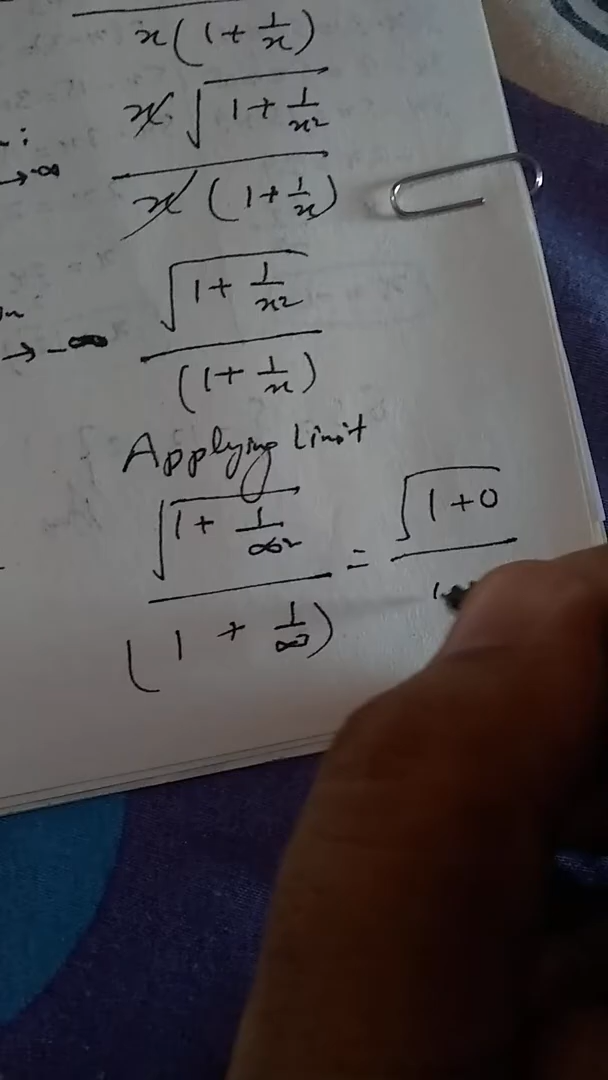 x(1+1/x)
x √(1+1/x²)
→∞
x (1+1/x)
√(1+1/x²)
→-∞
(1+1/x)
Applying Limit
√(1+1/∞²) = √(1+0)
(1 + 1/∞)